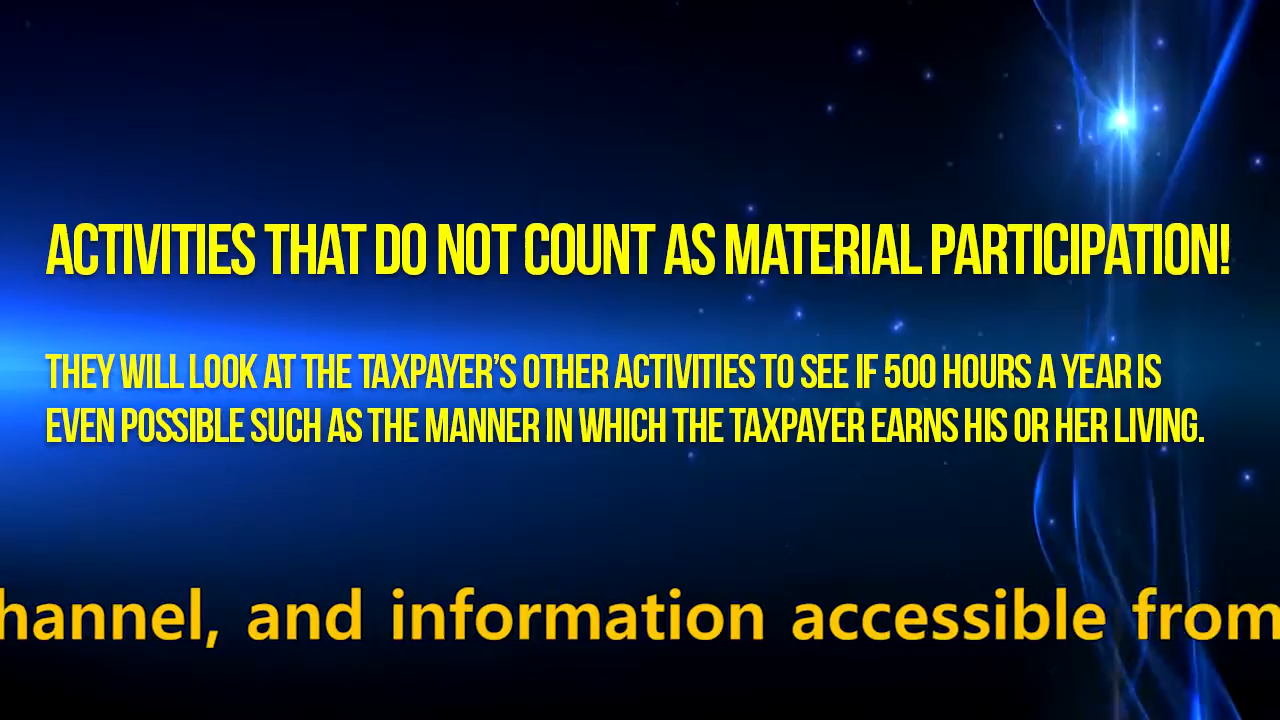 ACTIVITIES THAT DO NOT COUNT AS MATERIAL PARTICIPATION!
THEY WILL LOOK AT THE TAXPAYER’S OTHER ACTIVITIES TO SEE IF 500 HOURS A YEAR IS
EVEN POSSIBLE SUCH AS THE MANNER IN WHICH THE TAXPAYER EARNS HIS OR HER LIVING.
hannel, and information accessible from